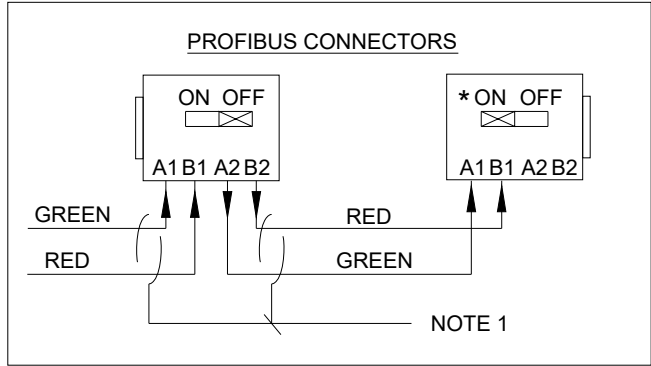 PROFIBUS CONNECTORS
ON OFF
*ON OFF
A1 B1 A2 B2
A1 B1 A2 B2
GREEN
RED
RED
GREEN
NOTE 1